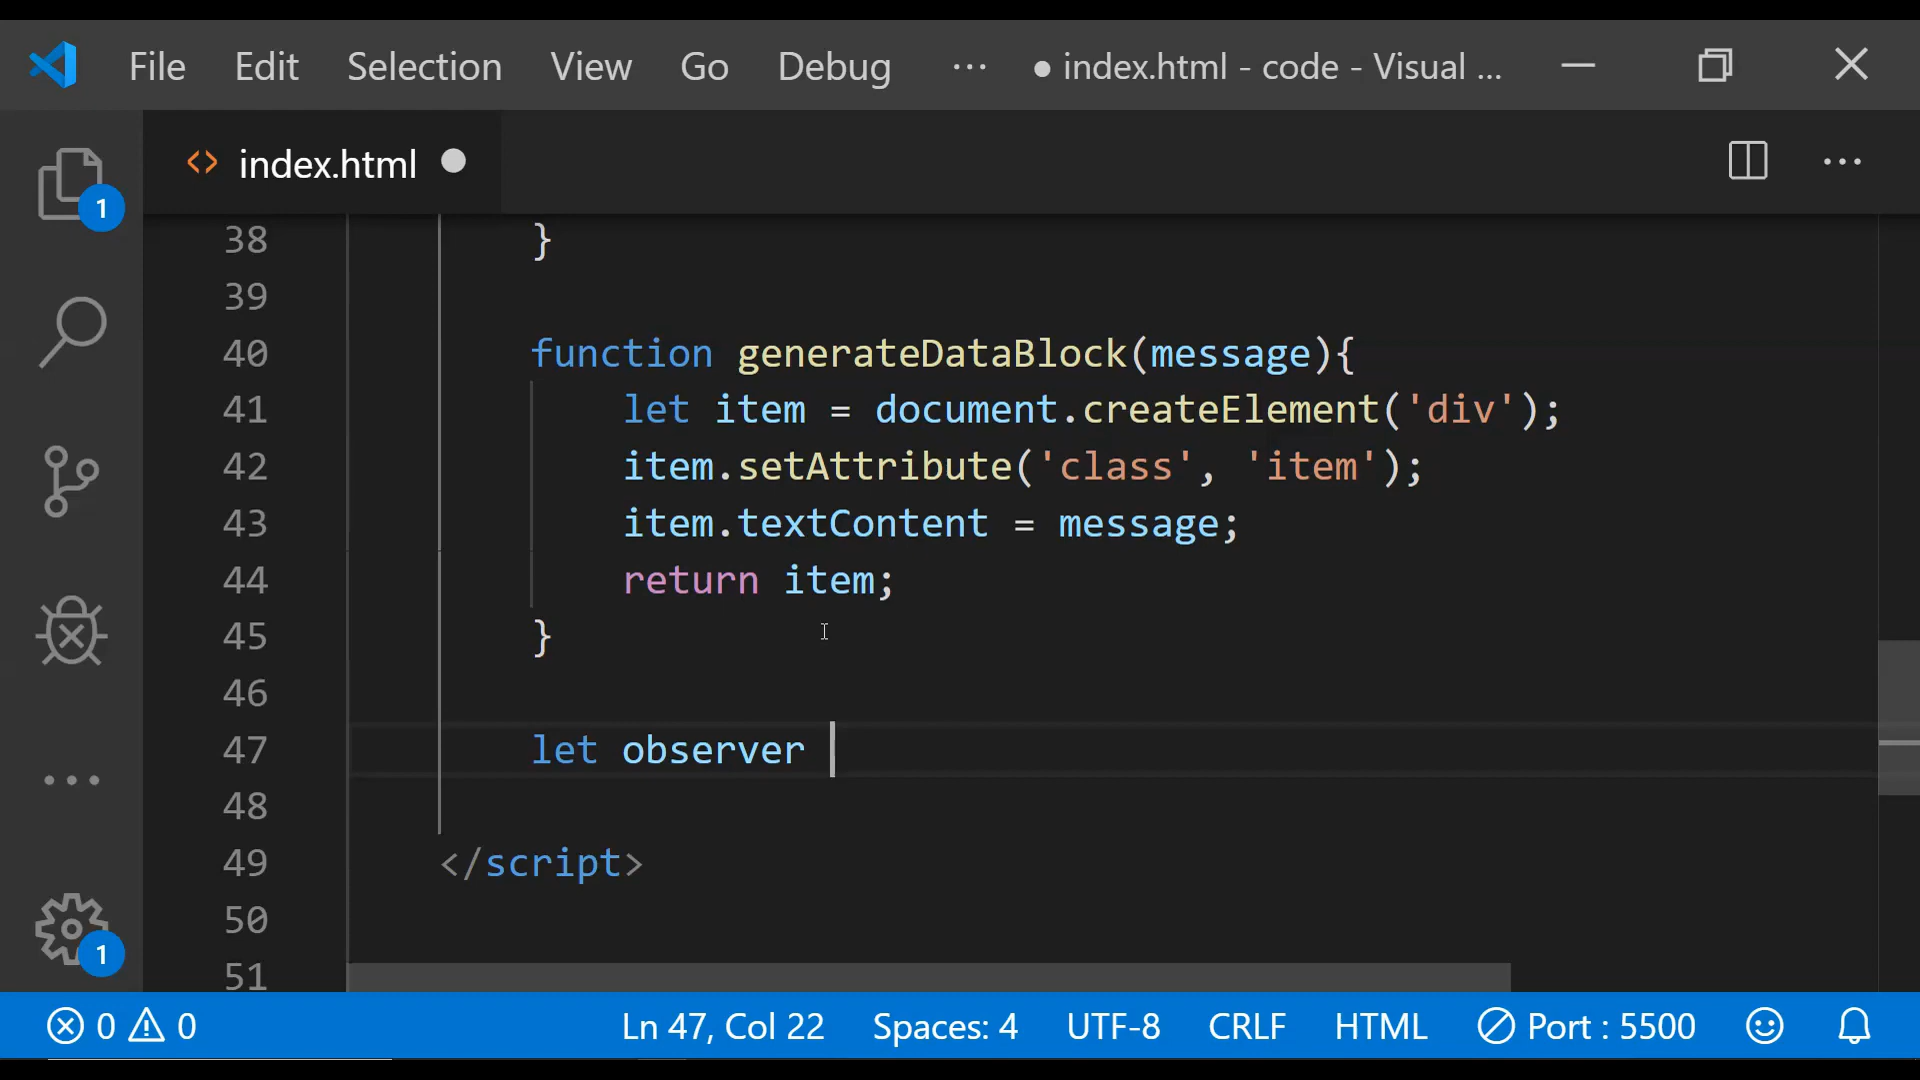 File Edit Selection View Go Debug ··· ● index.html - code - Visual ...
index.html ●
1
38 }
39
40 function generateDataBlock(message){
41 let item = document.createElement('div');
42 item.setAttribute('class', 'item');
43 item.textContent = message;
44 return item;
45 }
46
47 let observer
48
49 </script>
50
51
1
0 0 Ln 47, Col 22 Spaces: 4 UTF-8 CRLF HTML Port : 5500